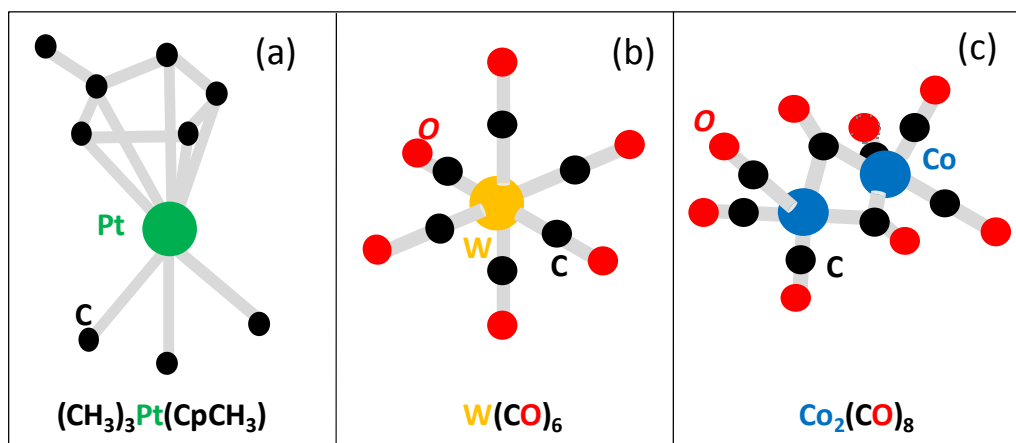 (a)
Pt
C
(CH₃)₃Pt(CpCH₃)
(b)
O
W
C
W(CO)₆
(c)
O
Co
C
Co₂(CO)₈